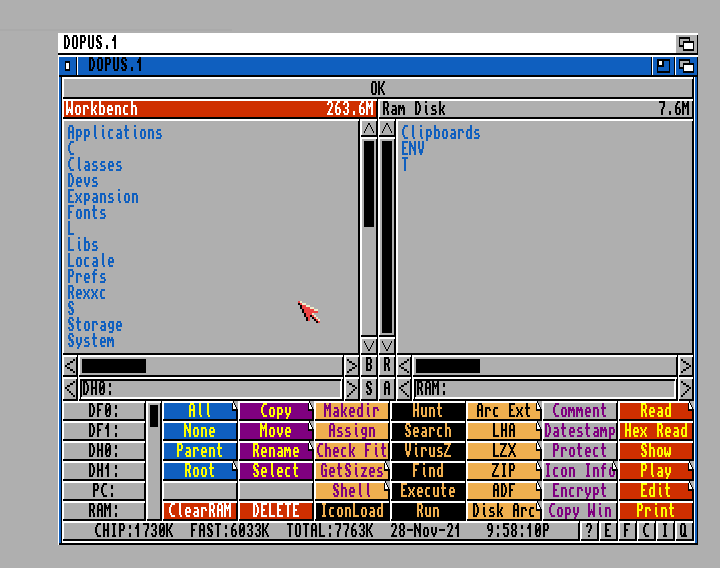 DOPUS.1
DOPUS.1
OK
Workbench 263.6M Ram Disk 7.6M
Applications Clipboards
C ENV
Classes T
Devs
Expansion
Fonts
L
Libs
Locale
Prefs
Rexxc
S
Storage
System
B R
DH0: S A RAM:
DF0: All Copy Makedir Hunt Arc Ext Comment Read
DF1: None Move Assign Search LHA Datestamp Hex Read
DH0: Parent Rename Check Fit VirusZ LZX Protect Show
DH1: Root Select GetSizes Find ZIP Icon Info Play
PC: Shell Execute ADF Encrypt Edit
RAM: ClearRAM DELETE IconLoad Run Disk Arc Copy Win Print
CHIP:1730K FAST:6033K TOTAL:7763K 28-Nov-21 9:58:10P ? E F C I Q